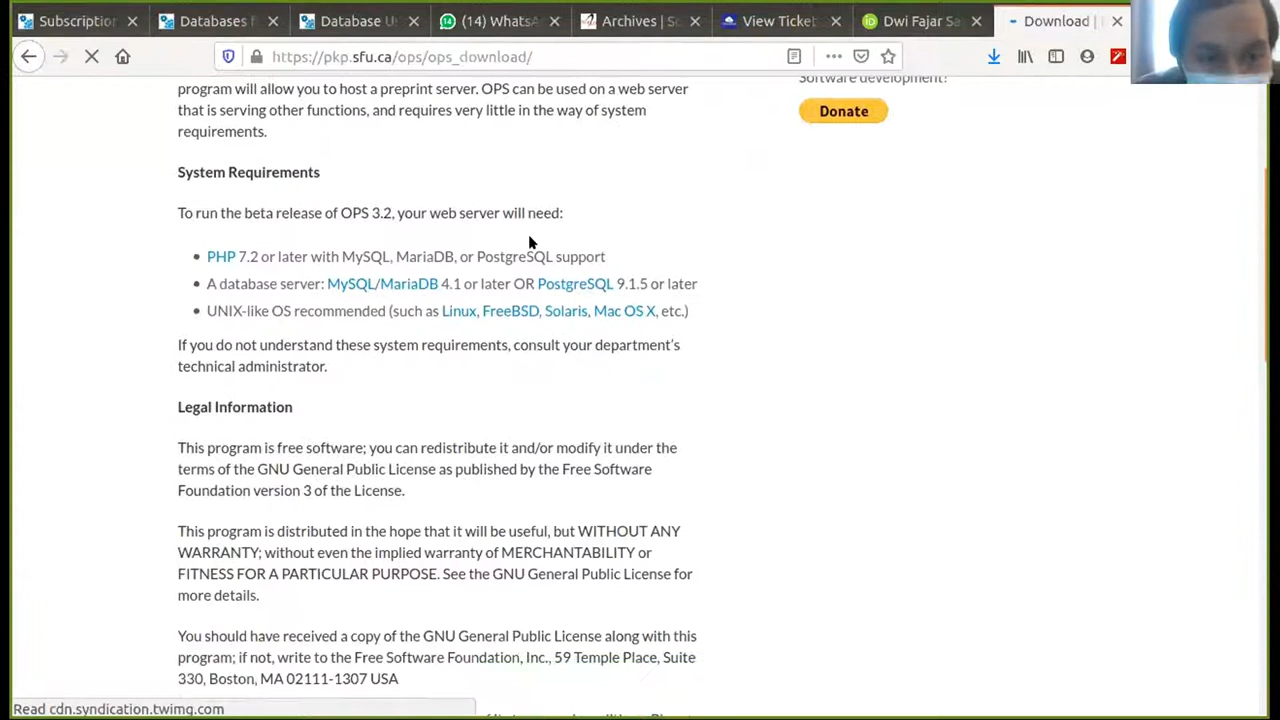 Subscription
Databases f
Database U
(14) WhatsA
Archives | Sc
View Ticket
Dwi Fajar Sa
Download |
https://pkp.sfu.ca/ops/ops_download/
program will allow you to host a preprint server. OPS can be used on a web server
that is serving other functions, and requires very little in the way of system
requirements.
Software development?
Donate
System Requirements
To run the beta release of OPS 3.2, your web server will need:
• PHP 7.2 or later with MySQL, MariaDB, or PostgreSQL support
• A database server: MySQL/MariaDB 4.1 or later OR PostgreSQL 9.1.5 or later
• UNIX-like OS recommended (such as Linux, FreeBSD, Solaris, Mac OS X, etc.)
If you do not understand these system requirements, consult your department's
technical administrator.
Legal Information
This program is free software; you can redistribute it and/or modify it under the
terms of the GNU General Public License as published by the Free Software
Foundation version 3 of the License.
This program is distributed in the hope that it will be useful, but WITHOUT ANY
WARRANTY; without even the implied warranty of MERCHANTABILITY or
FITNESS FOR A PARTICULAR PURPOSE. See the GNU General Public License for
more details.
You should have received a copy of the GNU General Public License along with this
program; if not, write to the Free Software Foundation, Inc., 59 Temple Place, Suite
330, Boston, MA 02111-1307 USA
Read cdn.syndication.twimg.com